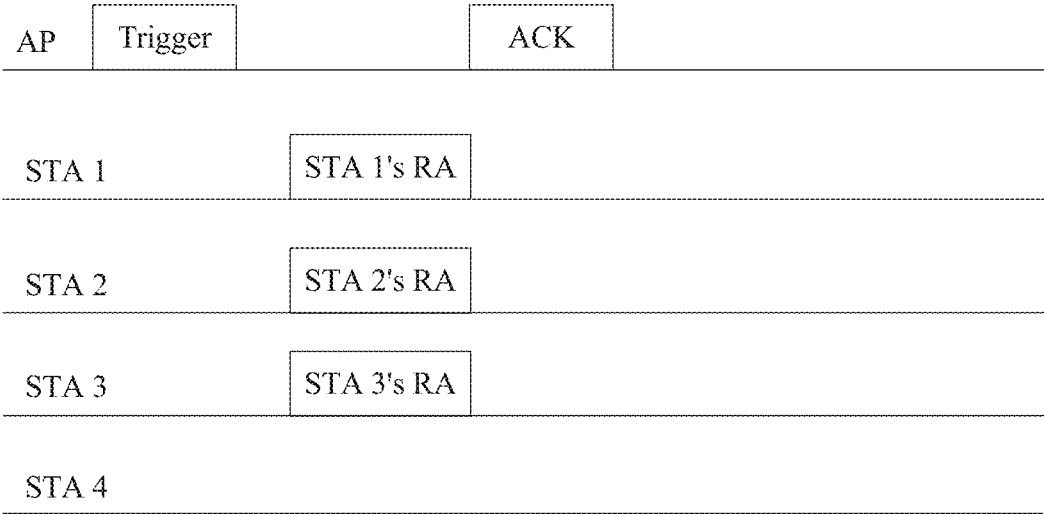 AP Trigger ACK
STA 1 STA 1's RA
STA 2 STA 2's RA
STA 3 STA 3's RA
STA 4